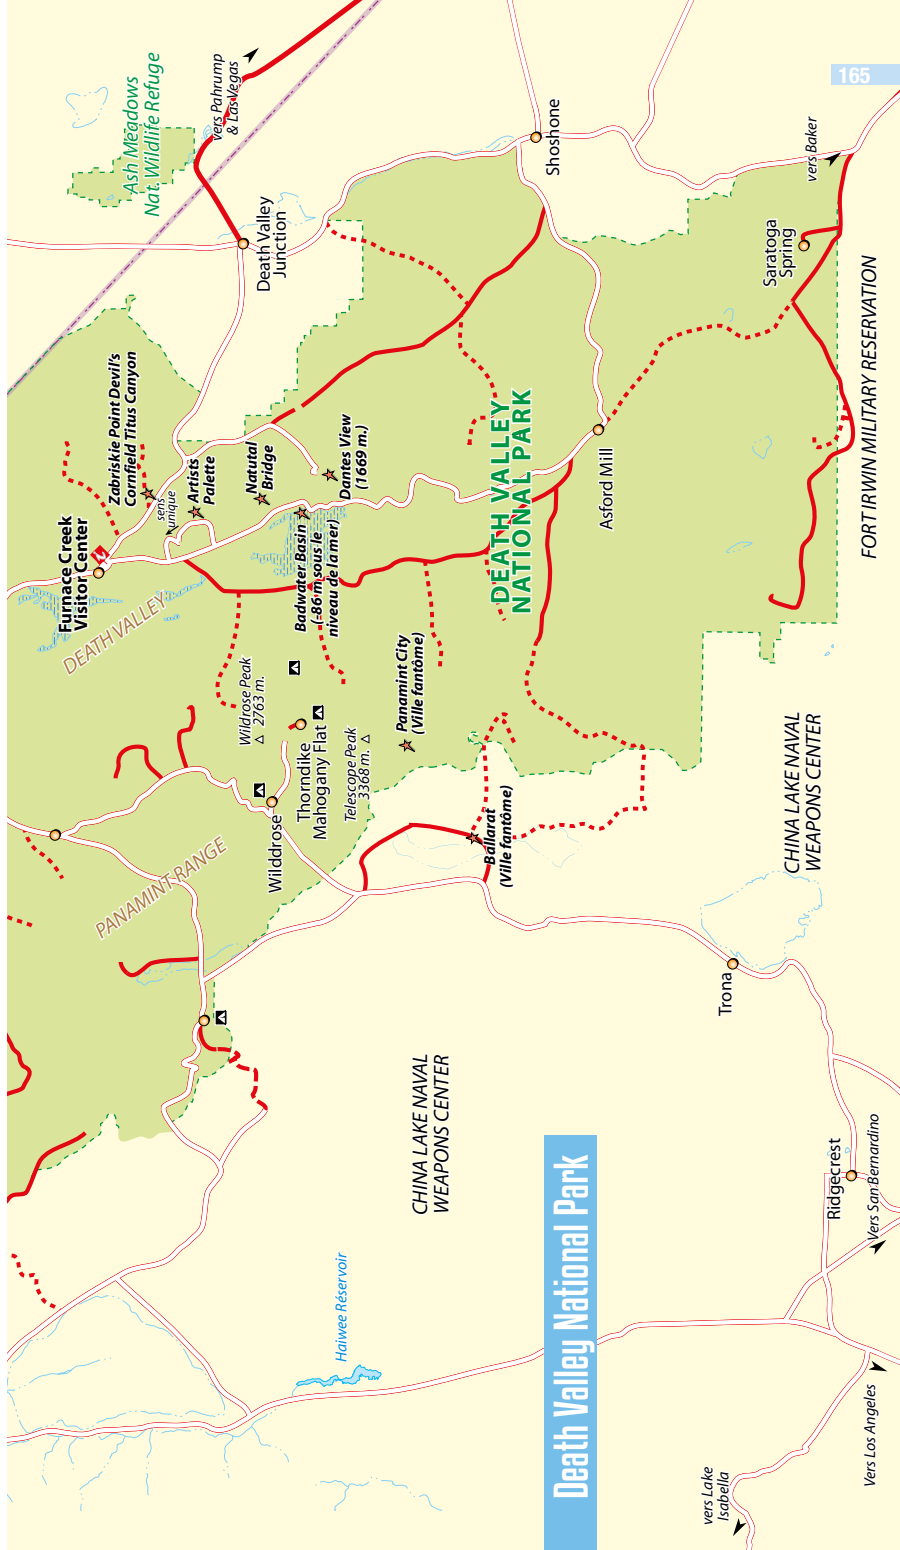 165
Ash Meadows
Nat. Wildlife Refuge
vers Pahrump
& Las Vegas
Shoshone
vers Baker
Death Valley
Junction
Saratoga
Spring
FORT IRWIN MILITARY RESERVATION
Zabriskie Point Devil's
Cornfield Titus Canyon
Furnace Creek
Visitor Center
sens
unique
Artists
Palette
Natutal
Bridge
Dantes View
(1669 m.)
DEATH VALLEY
NATIONAL PARK
Asford Mill
Badwater Basin
(-86 m sous le
niveau de la mer)
DEATH VALLEY
Wildrose Peak
2763 m.
Panamint City
(Ville fantôme)
Thorndike
Mahogany Flat
Telescope Peak
3368 m.
Wilddrose
Ballarat
(Ville fantôme)
CHINA LAKE NAVAL
WEAPONS CENTER
PANAMINT RANGE
Trona
CHINA LAKE NAVAL
WEAPONS CENTER
Ridgecrest
Vers San Bernardino
Haiwee Réservoir
Death Valley National Park
Vers Los Angeles
vers Lake
Isabella